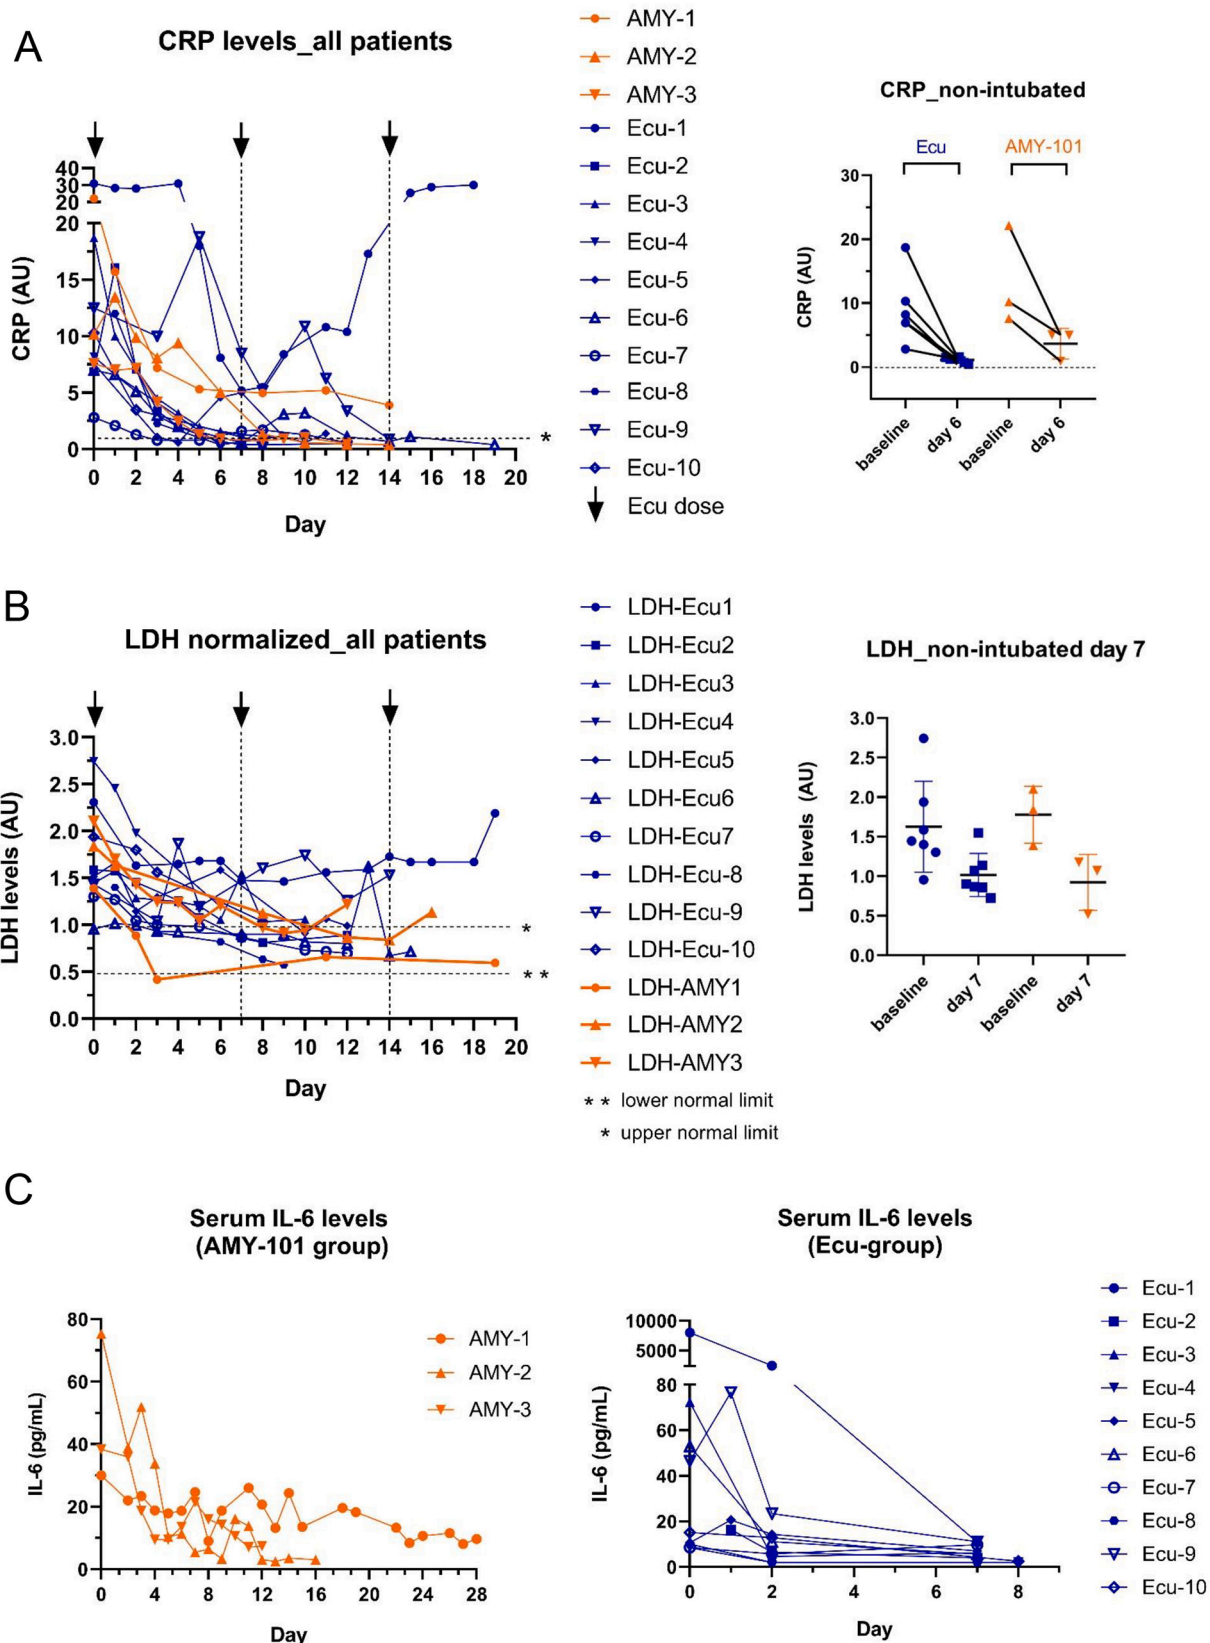 A
CRP levels_all patients
CRP (AU)
40
30
20
20
15
10
5
0
*
0 2 4 6 8 10 12 14 16 18 20
Day
AMY-1
AMY-2
AMY-3
Ecu-1
Ecu-2
Ecu-3
Ecu-4
Ecu-5
Ecu-6
Ecu-7
Ecu-8
Ecu-9
Ecu-10
Ecu dose
CRP_non-intubated
Ecu AMY-101
CRP (AU)
30
20
10
0
baseline day 6 baseline day 6
B
LDH normalized_all patients
LDH levels (AU)
3.0
2.5
2.0
1.5
1.0
0.5
0.0
*
* *
0 2 4 6 8 10 12 14 16 18 20
Day
LDH-Ecu1
LDH-Ecu2
LDH-Ecu3
LDH-Ecu4
LDH-Ecu5
LDH-Ecu6
LDH-Ecu7
LDH-Ecu-8
LDH-Ecu-9
LDH-Ecu-10
LDH-AMY1
LDH-AMY2
LDH-AMY3
* * lower normal limit
* upper normal limit
LDH_non-intubated day 7
LDH levels (AU)
3.0
2.5
2.0
1.5
1.0
0.5
0.0
baseline day 7 baseline day 7
C
Serum IL-6 levels
(AMY-101 group)
IL-6 (pg/mL)
80
60
40
20
0
0 4 8 12 16 20 24 28
Day
AMY-1
AMY-2
AMY-3
Serum IL-6 levels
(Ecu-group)
IL-6 (pg/mL)
10000
5000
80
60
40
20
0
0 2 4 6 8
Day
Ecu-1
Ecu-2
Ecu-3
Ecu-4
Ecu-5
Ecu-6
Ecu-7
Ecu-8
Ecu-9
Ecu-10